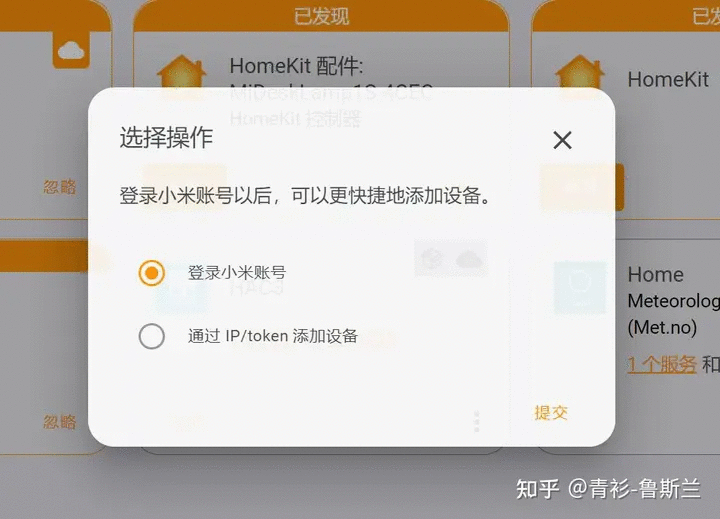 已发现
已发
HomeKit 配件:
MiDeskLamp1S-4CEC
HomeKit 控制器
HomeKit
忽略
选择操作
登录小米账号以后，可以更快捷地添加设备。
登录小米账号
HACS
Home
Meteorolog
(Met.no)
通过 IP/token 添加设备
1 个服务 和
忽略
提交
知乎 @青衫-鲁斯兰